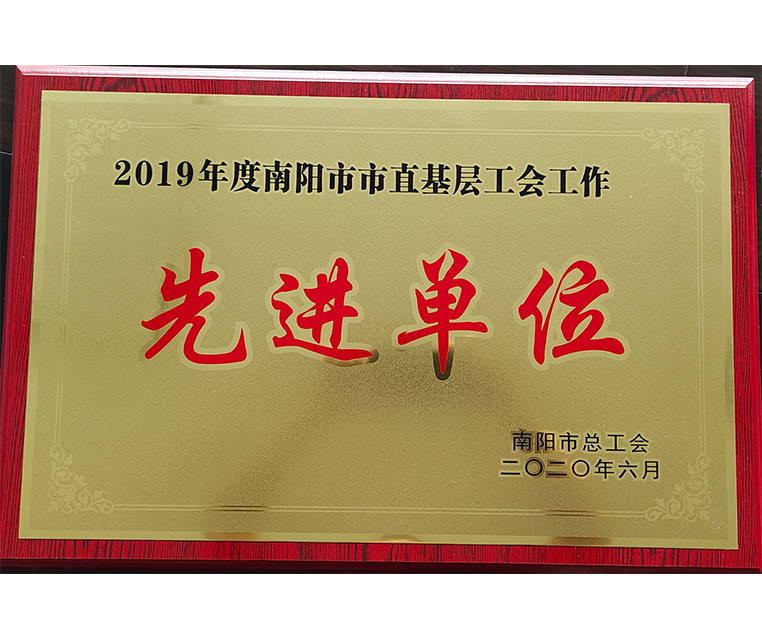 2019年度南阳市市直基层工会工作
先进单位
南阳市总工会
二〇二〇年六月